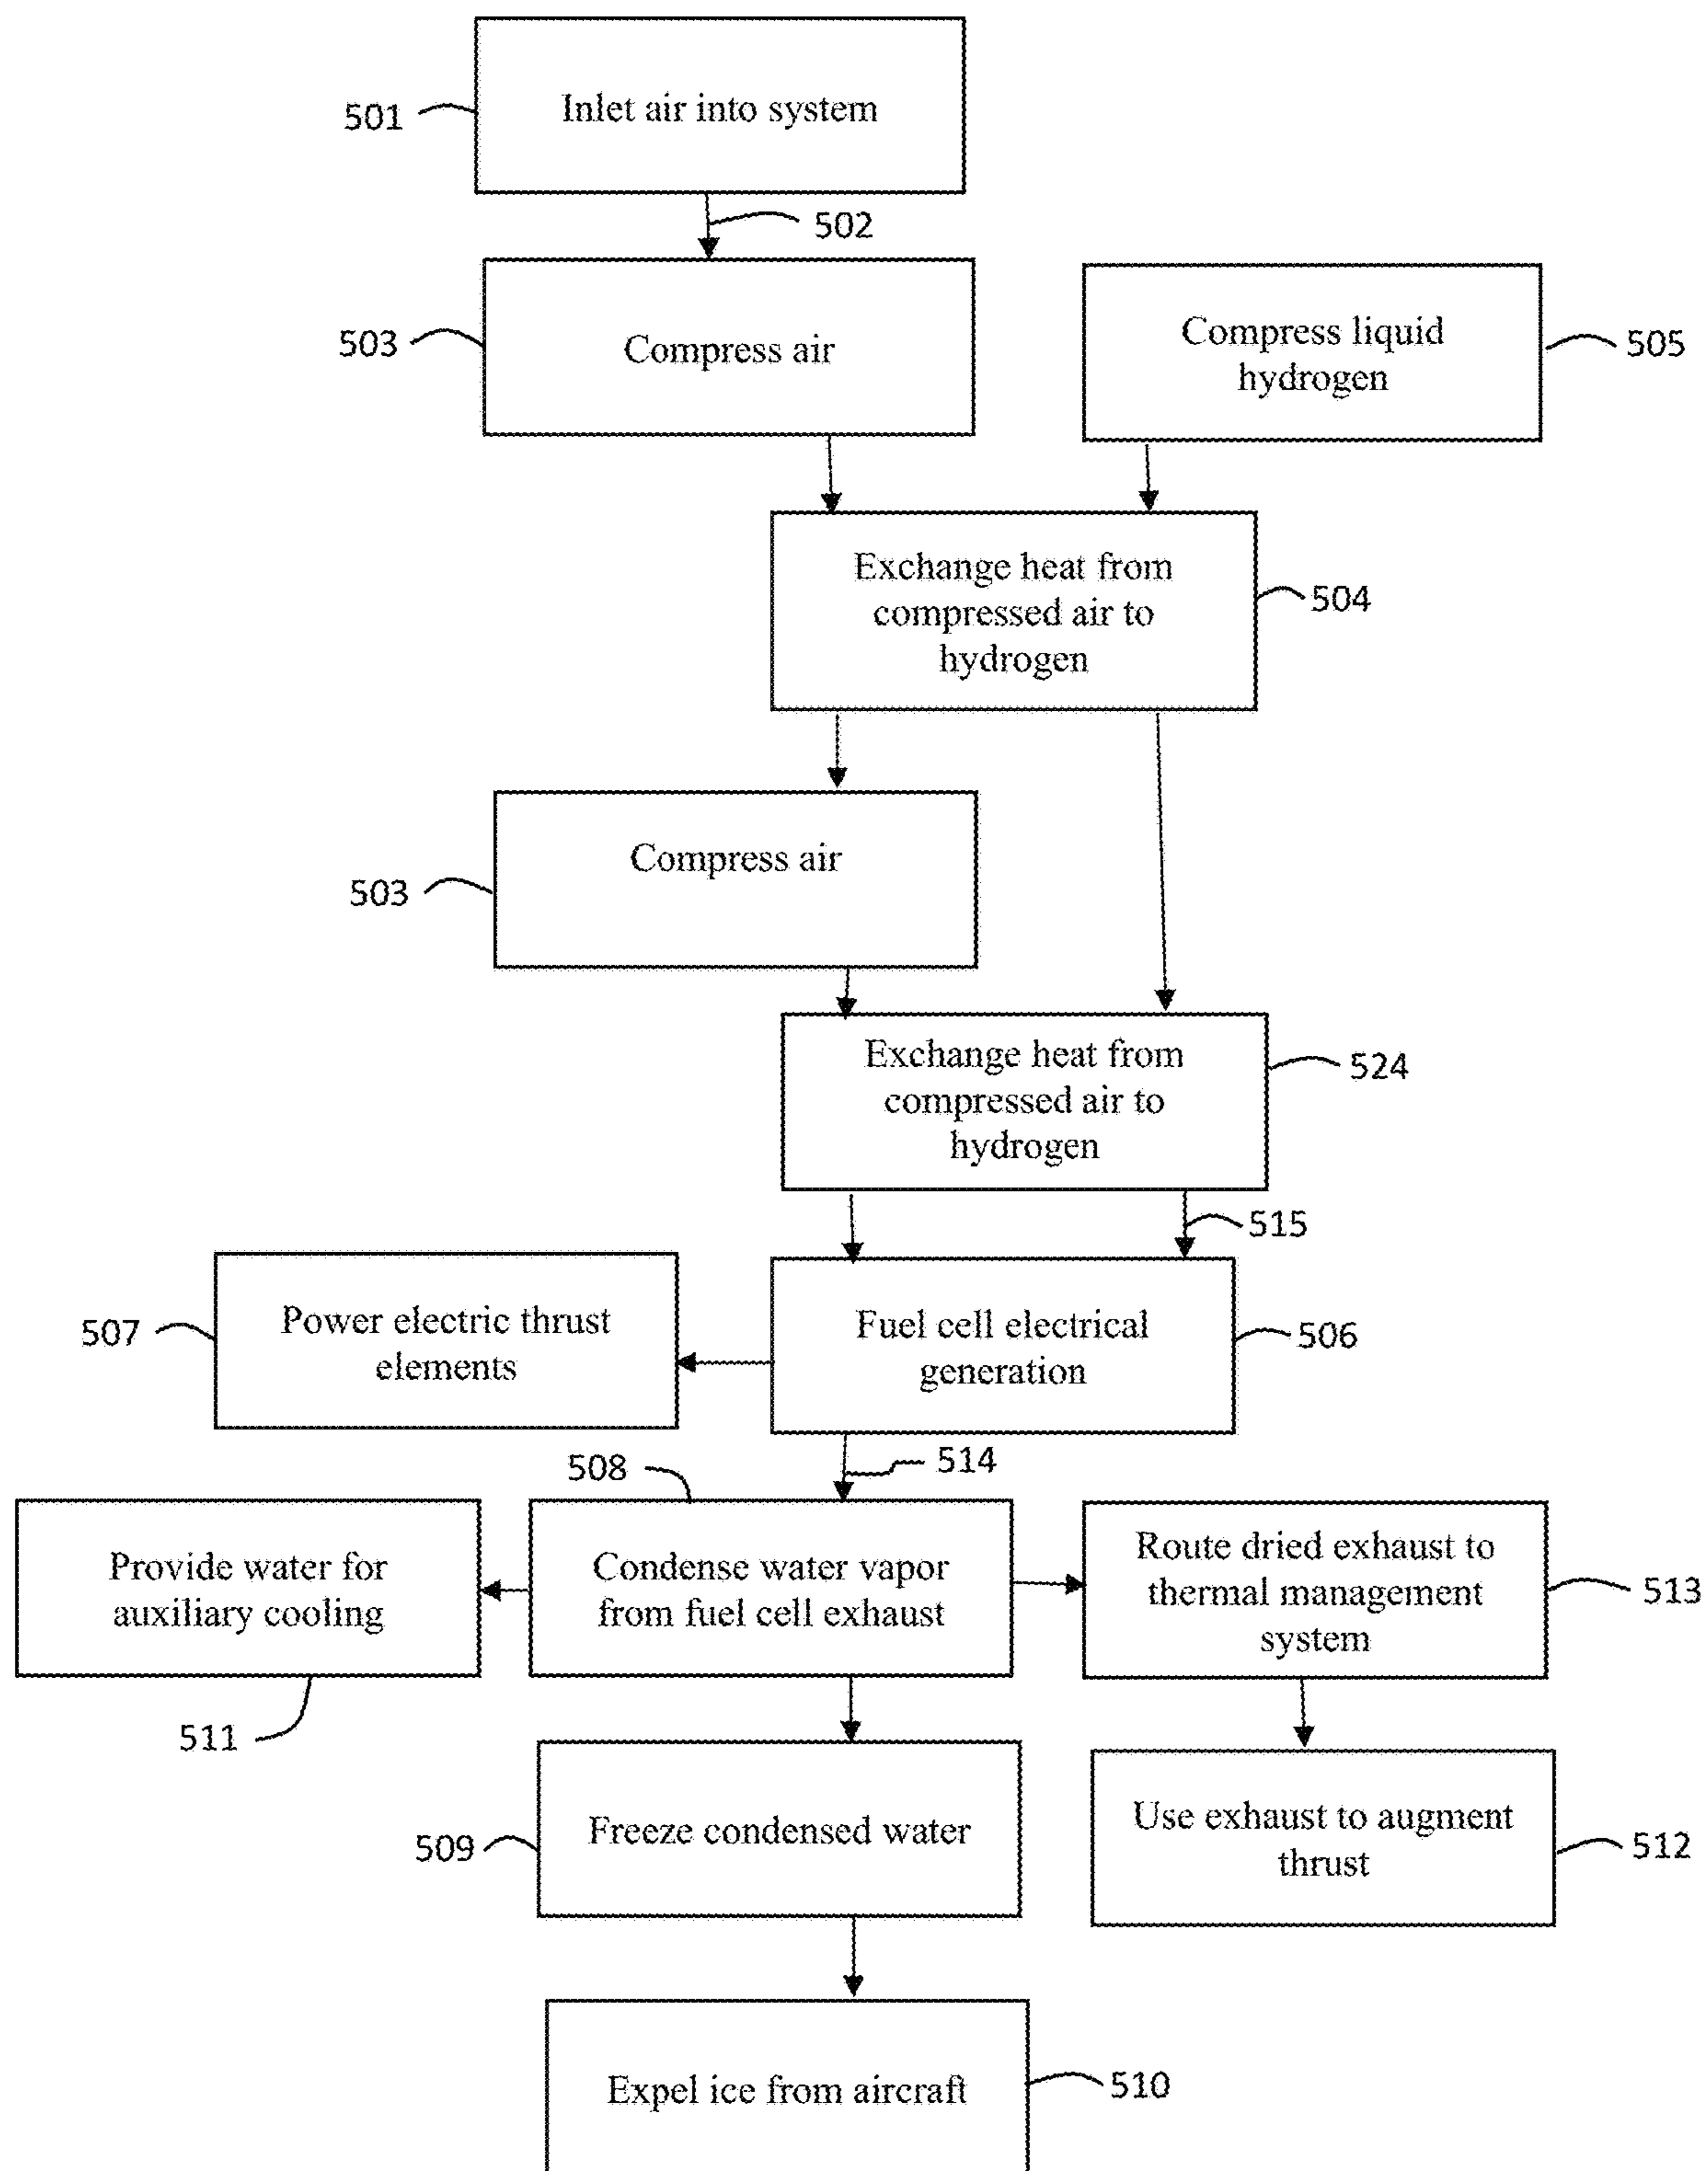 Inlet air into system
501
502
Compress air
503
Compress liquid
hydrogen
505
Exchange heat from
compressed air to
hydrogen
504
Compress air
503
Exchange heat from
compressed air to
hydrogen
524
515
Power electric thrust
elements
507
Fuel cell electrical
generation
506
508
514
Provide water for
auxiliary cooling
511
Condense water vapor
from fuel cell exhaust
Route dried exhaust to
thermal management
system
513
Freeze condensed water
509
Use exhaust to augment
thrust
512
Expel ice from aircraft
510